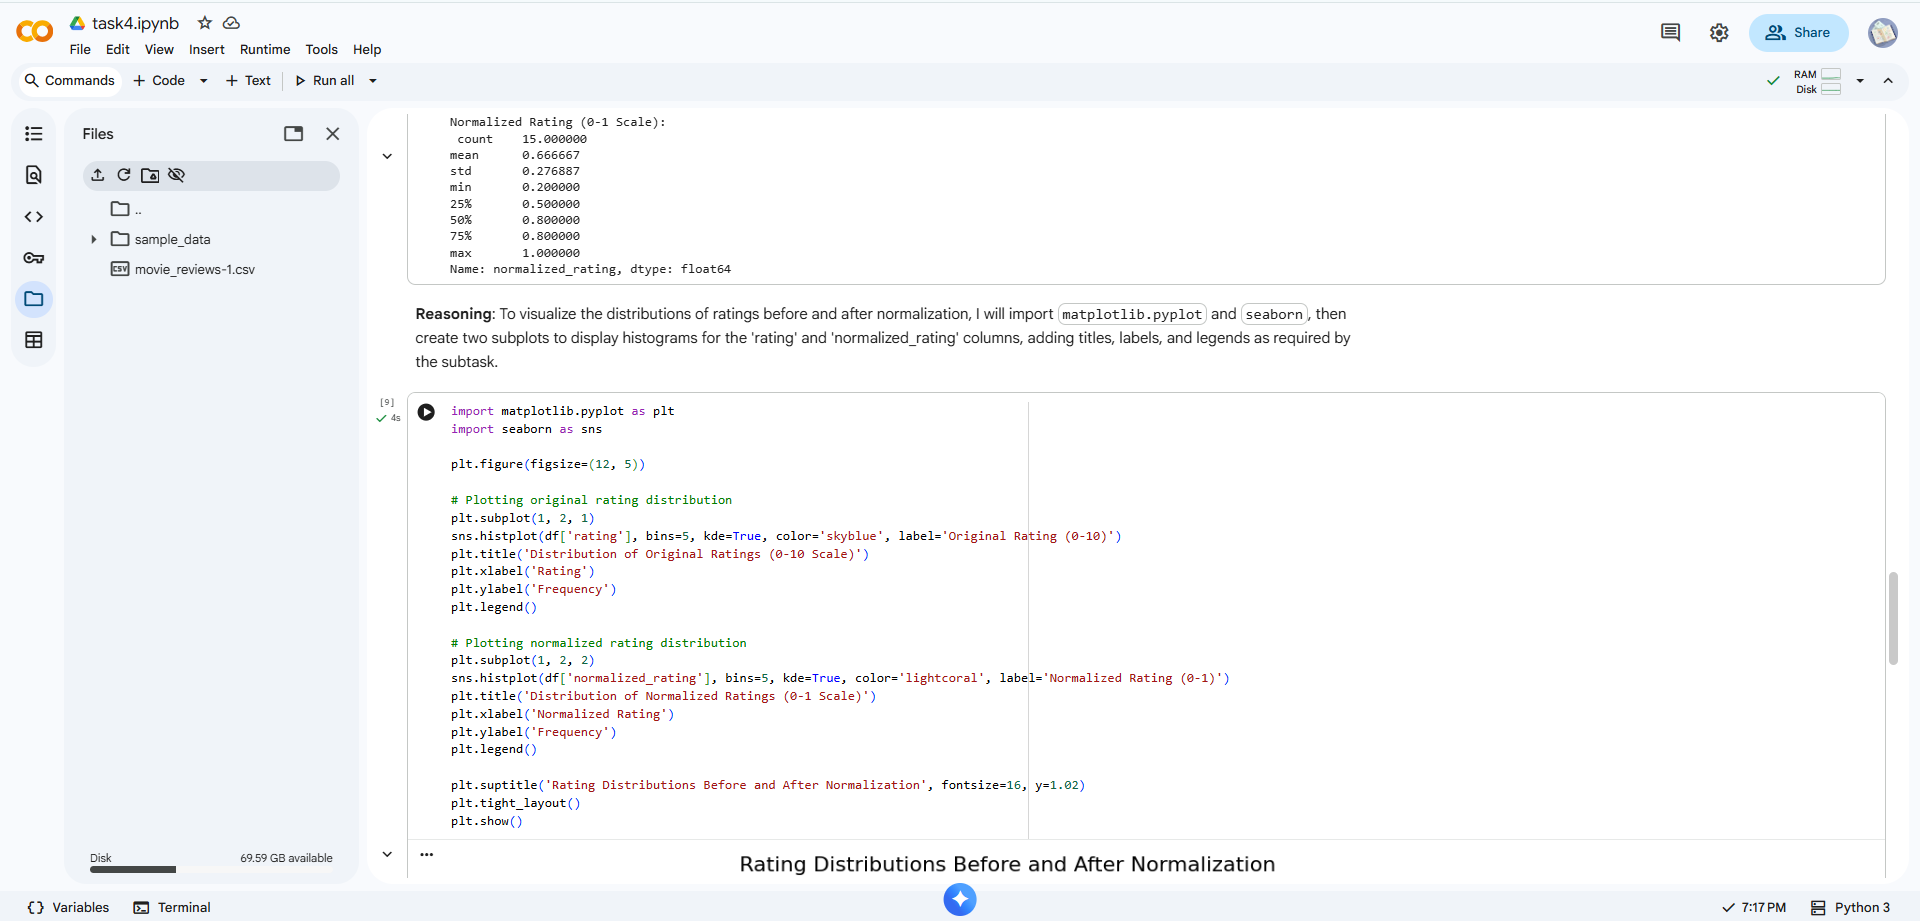 task4.ipynb
File Edit View Insert Runtime Tools Help
Share
Commands + Code + Text Run all
RAM
Disk
Files
..
sample_data
CSV movie_reviews-1.csv
Disk 69.59 GB available
Normalized Rating (0-1 Scale):
count 15.000000
mean 0.666667
std 0.276887
min 0.200000
25% 0.500000
50% 0.800000
75% 0.800000
max 1.000000
Name: normalized_rating, dtype: float64
Reasoning: To visualize the distributions of ratings before and after normalization, I will import matplotlib.pyplot and seaborn, then
create two subplots to display histograms for the 'rating' and 'normalized_rating' columns, adding titles, labels, and legends as required by
the subtask.
[9]
4s
import matplotlib.pyplot as plt
import seaborn as sns
plt.figure(figsize=(12, 5))
# Plotting original rating distribution
plt.subplot(1, 2, 1)
sns.histplot(df['rating'], bins=5, kde=True, color='skyblue', label='Original Rating (0-10)')
plt.title('Distribution of Original Ratings (0-10 Scale)')
plt.xlabel('Rating')
plt.ylabel('Frequency')
plt.legend()
# Plotting normalized rating distribution
plt.subplot(1, 2, 2)
sns.histplot(df['normalized_rating'], bins=5, kde=True, color='lightcoral', label='Normalized Rating (0-1)')
plt.title('Distribution of Normalized Ratings (0-1 Scale)')
plt.xlabel('Normalized Rating')
plt.ylabel('Frequency')
plt.legend()
plt.suptitle('Rating Distributions Before and After Normalization', fontsize=16, y=1.02)
plt.tight_layout()
plt.show()
Rating Distributions Before and After Normalization
Variables Terminal
7:17 PM Python 3